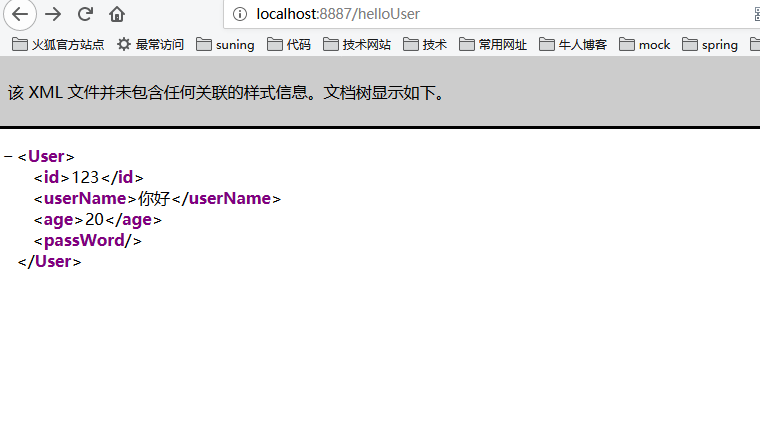 localhost:8887/helloUser
火狐官方站点 最常访问 suning 代码 技术网站 技术 常用网址 牛人博客 mock spring
该 XML 文件并未包含任何关联的样式信息。文档树显示如下。
− <User>
<id>123</id>
<userName>你好</userName>
<age>20</age>
<passWord/>
</User>